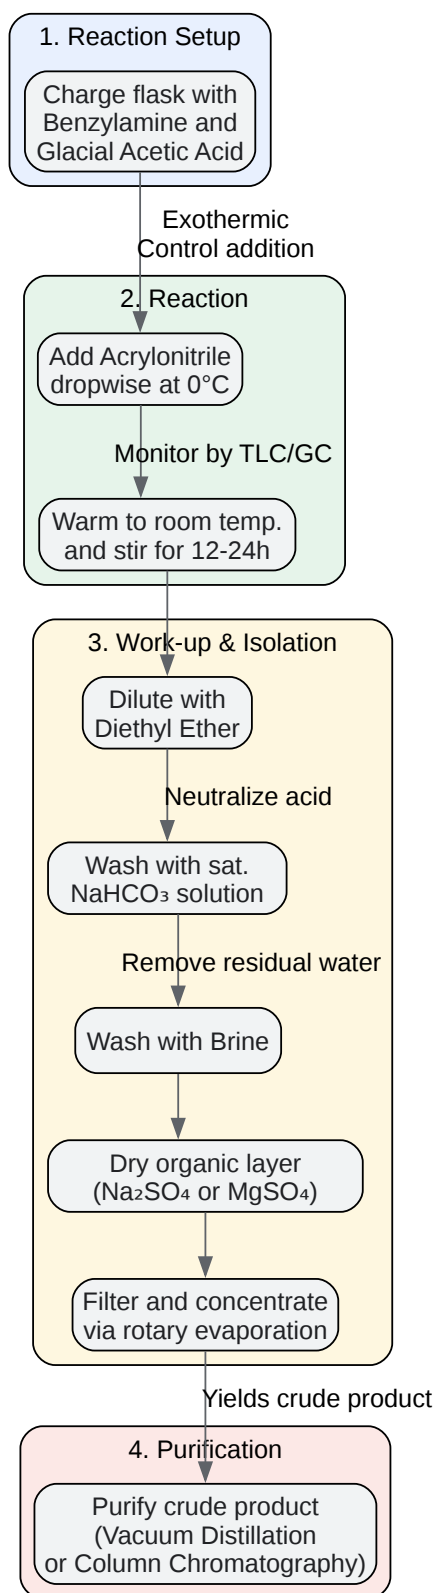 1. Reaction Setup
Charge flask with
Benzylamine and
Glacial Acetic Acid
Exothermic
Control addition
2. Reaction
Add Acrylonitrile
dropwise at 0°C
Monitor by TLC/GC
Warm to room temp.
and stir for 12-24h
3. Work-up & Isolation
Dilute with
Diethyl Ether
Neutralize acid
Wash with sat.
NaHCO₃ solution
Remove residual water
Wash with Brine
Dry organic layer
(Na₂SO₄ or MgSO₄)
Filter and concentrate
via rotary evaporation
Yields crude product
4. Purification
Purify crude product
(Vacuum Distillation
or Column Chromatography)